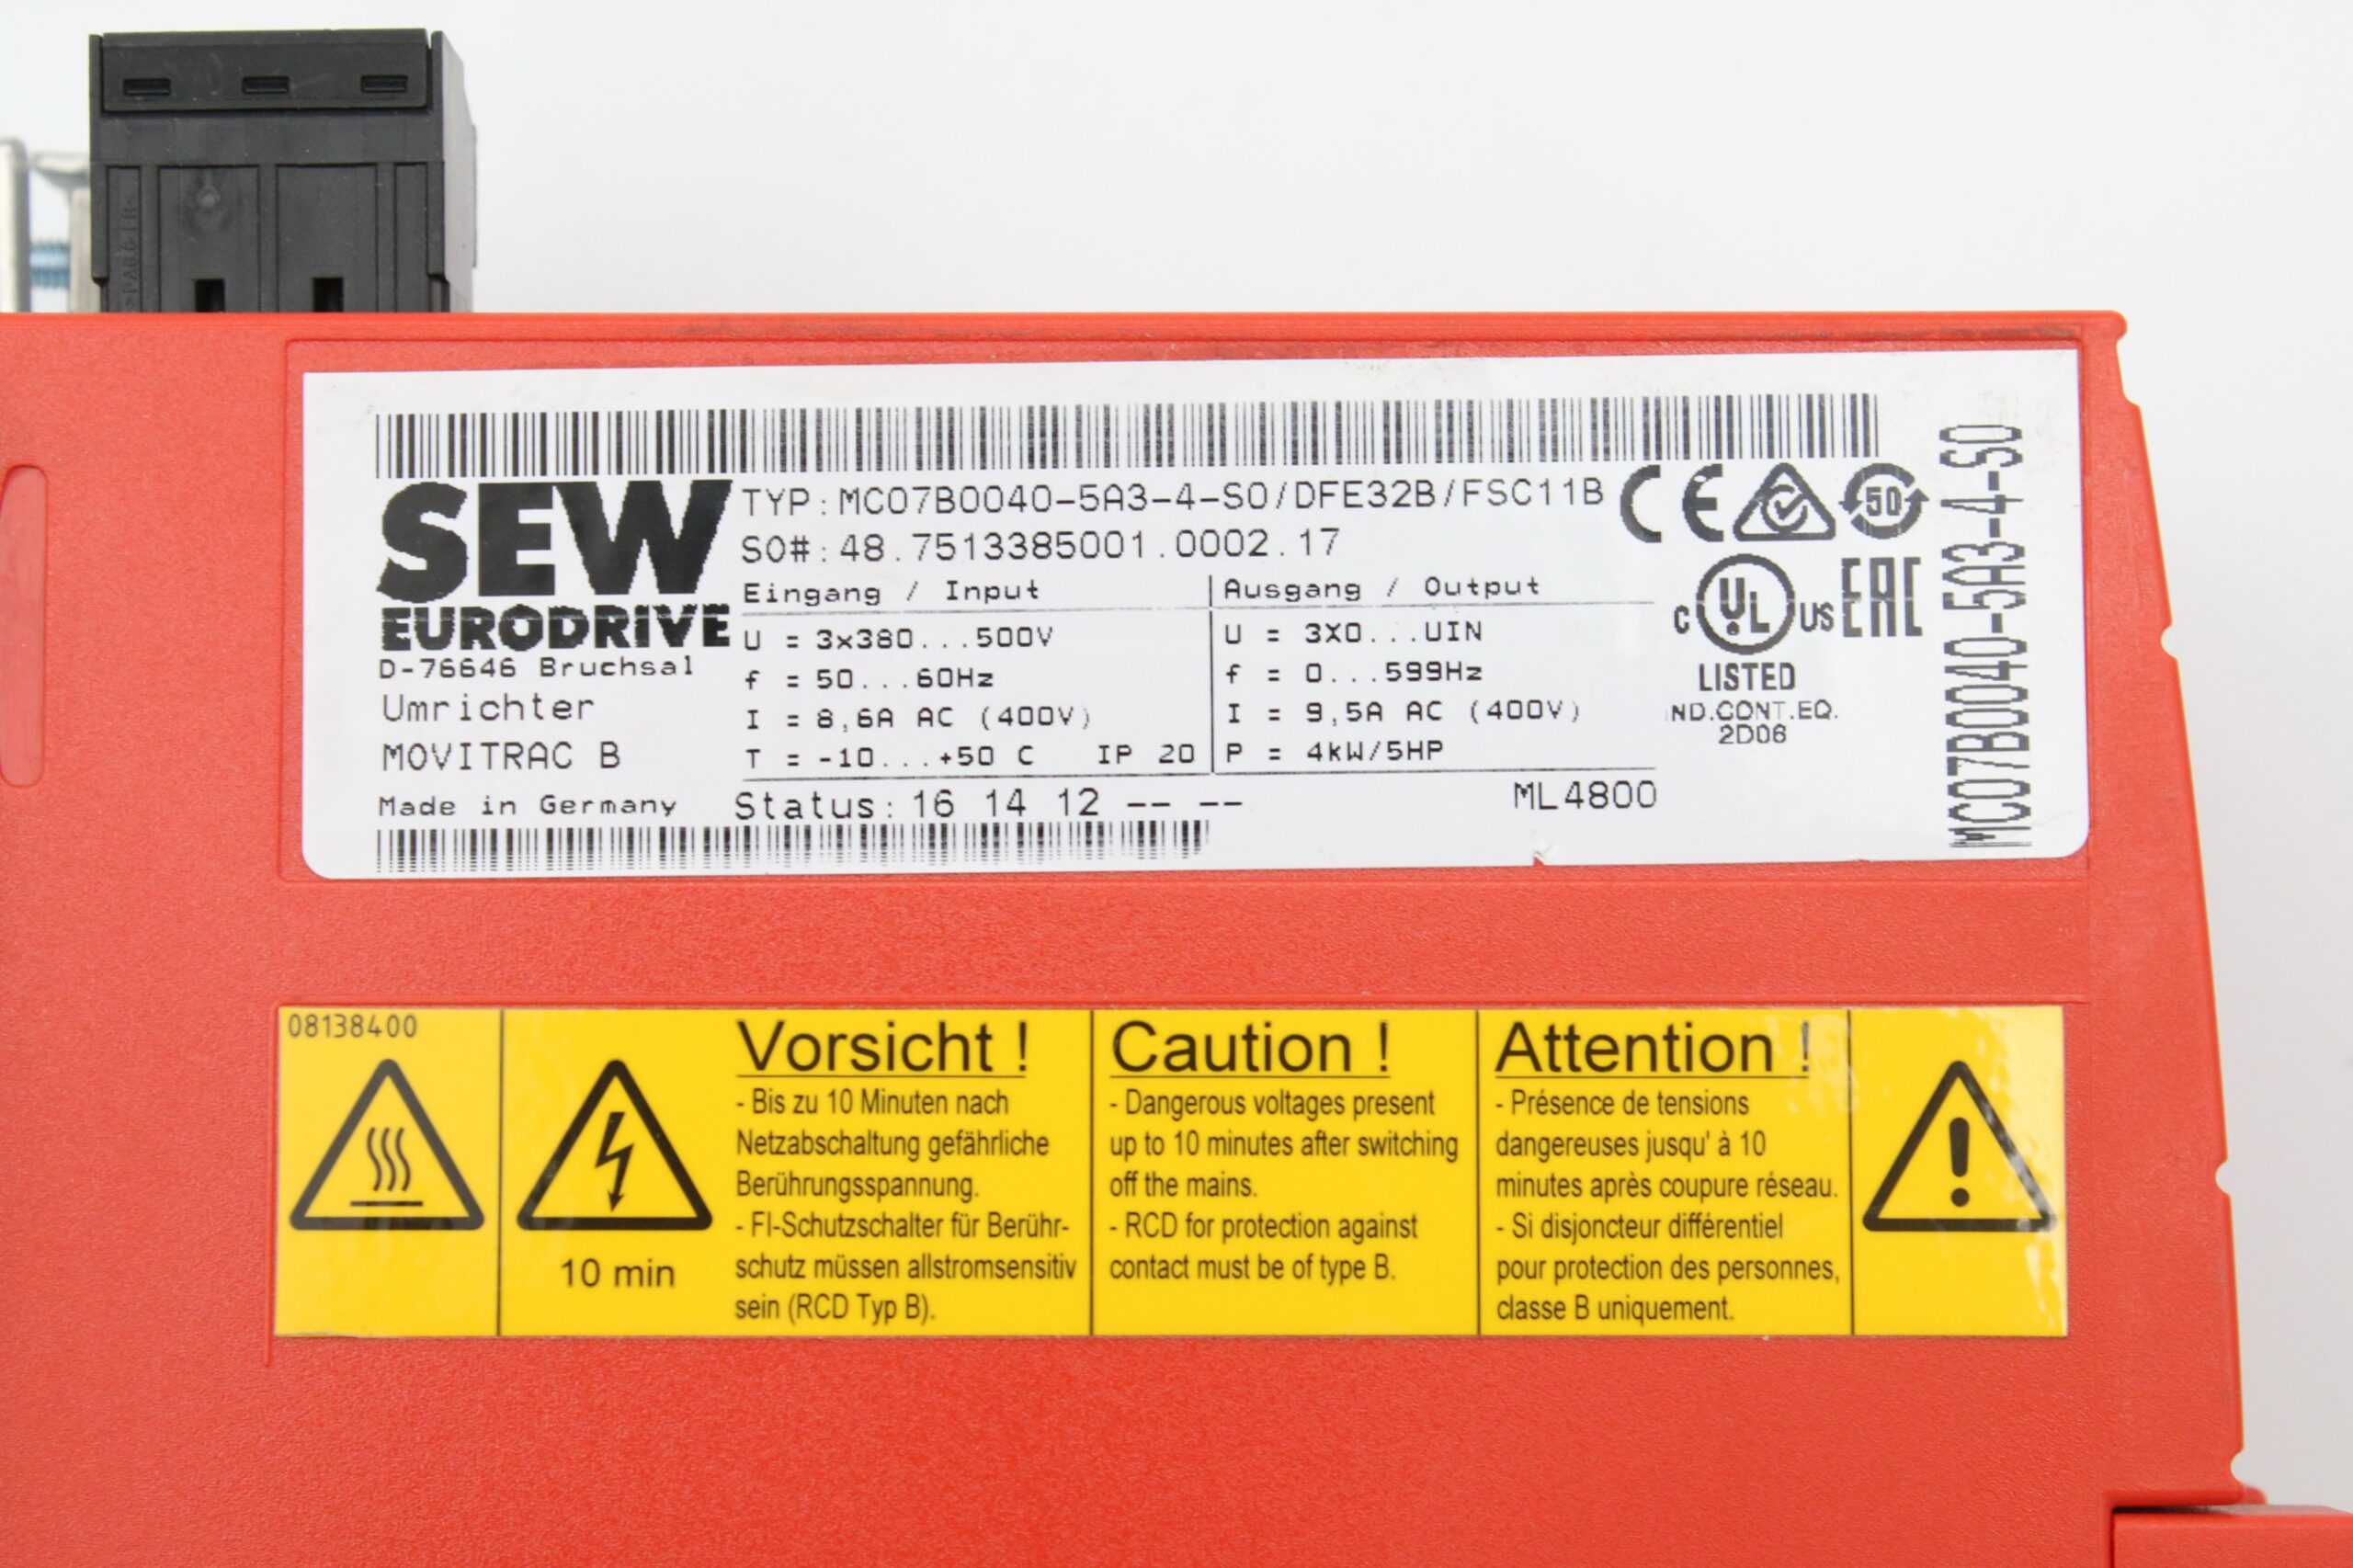 TYP: MC07B0040-5A3-4-S0/DFE32B/FSC11B
SO#: 48.7513385001.0002.17
SEW
EURODRIVE
D-76646 Bruchsal
Umrichter
MOVITRAC B
Made in Germany
Eingang / Input
U = 3x380...500V
f = 50...60Hz
I = 8,6A AC (400V)
T = -10...+50 C IP 20
Ausgang / Output
U = 3X0...UIN
f = 0...599Hz
I = 9,5A AC (400V)
P = 4kW/5HP
Status: 16 14 12 -- --
ML4800
CE
50
C UL US
EAC
LISTED
IND.CONT.EQ.
2D06
MC07B0040-5A3-4-S0
08138400
10 min
Vorsicht !
- Bis zu 10 Minuten nach
Netzabschaltung gefährliche
Berührungsspannung.
- FI-Schutzschalter für Berühr-
schutz müssen allstromsensitiv
sein (RCD Typ B).
Caution !
- Dangerous voltages present
up to 10 minutes after switching
off the mains.
- RCD for protection against
contact must be of type B.
Attention !
- Présence de tensions
dangereuses jusqu' à 10
minutes après coupure réseau.
- Si disjoncteur différentiel
pour protection des personnes,
classe B uniquement.